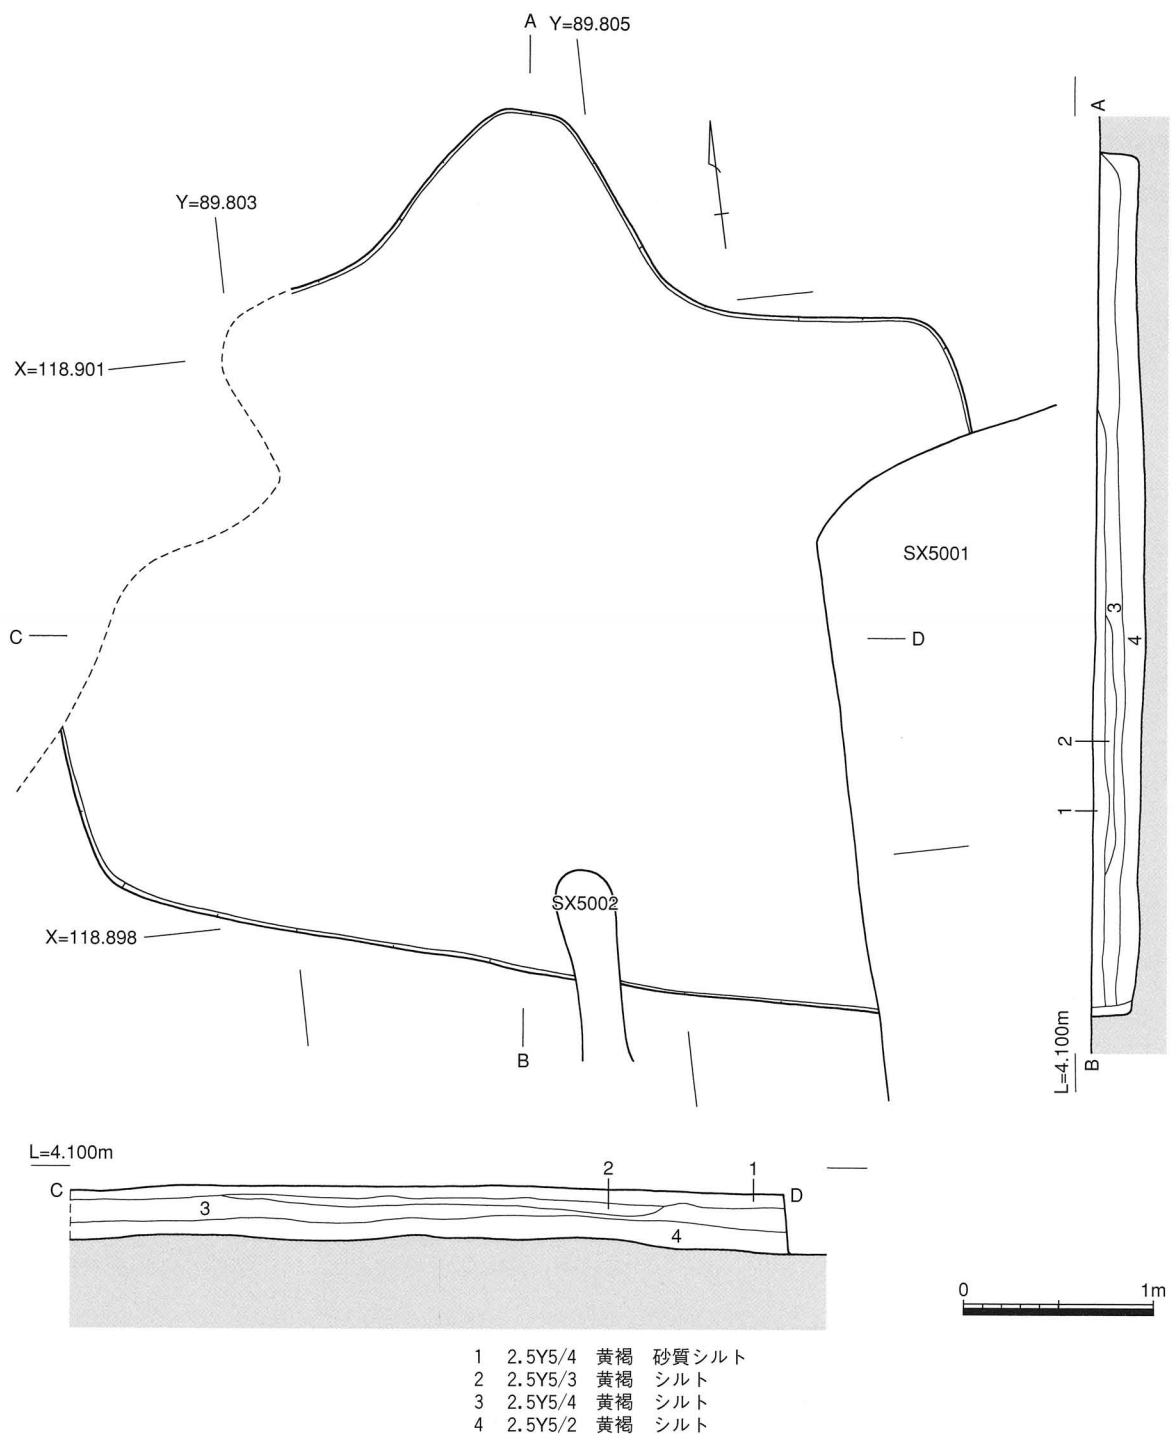 A Y=89.805
A
Y=89.803
X=118.901
SX5001
3
C
D
4
2
1
SX5002
X=118.898
L=4.100m
B
B
L=4.100m
2
1
C
D
3
4
0
1m
1 2.5Y5/4 黄褐 砂質シルト
2 2.5Y5/3 黄褐 シルト
3 2.5Y5/4 黄褐 シルト
4 2.5Y5/2 黄褐 シルト